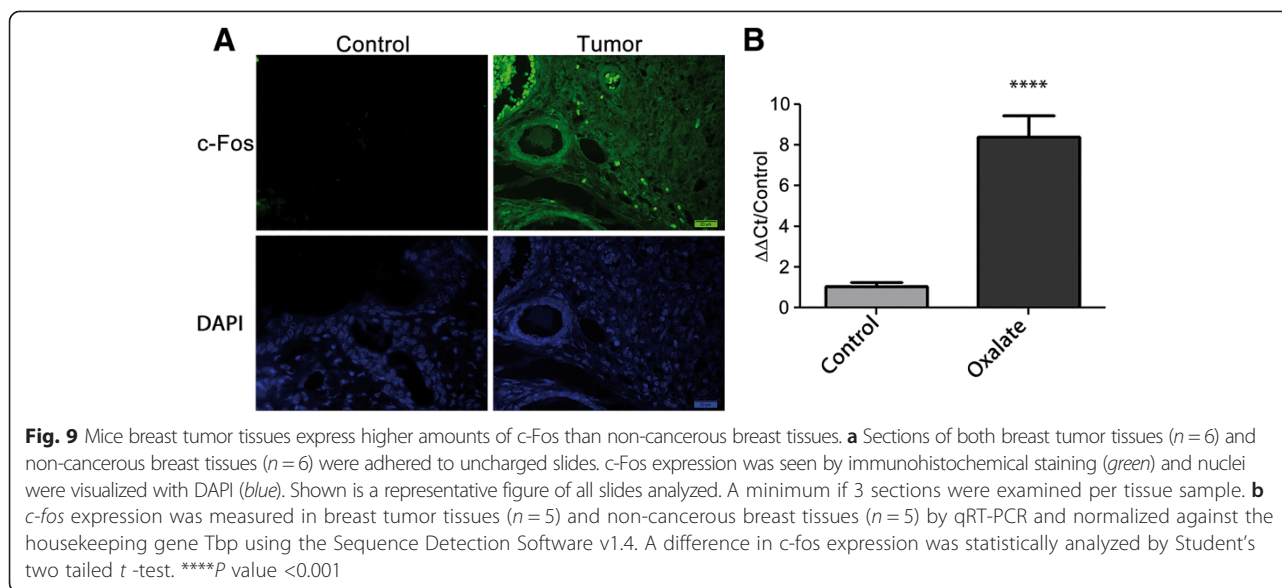 A
Control
Tumor
c-Fos
DAPI
B
****
ΔΔCt/Control
10
8
6
4
2
0
Control
Oxalate
Fig. 9 Mice breast tumor tissues express higher amounts of c-Fos than non-cancerous breast tissues. a Sections of both breast tumor tissues (n = 6) and
non-cancerous breast tissues (n = 6) were adhered to uncharged slides. c-Fos expression was seen by immunohistochemical staining (green) and nuclei
were visualized with DAPI (blue). Shown is a representative figure of all slides analyzed. A minimum if 3 sections were examined per tissue sample. b
c-fos expression was measured in breast tumor tissues (n = 5) and non-cancerous breast tissues (n = 5) by qRT-PCR and normalized against the
housekeeping gene Tbp using the Sequence Detection Software v1.4. A difference in c-fos expression was statistically analyzed by Student's
two tailed t -test. ****P value <0.001